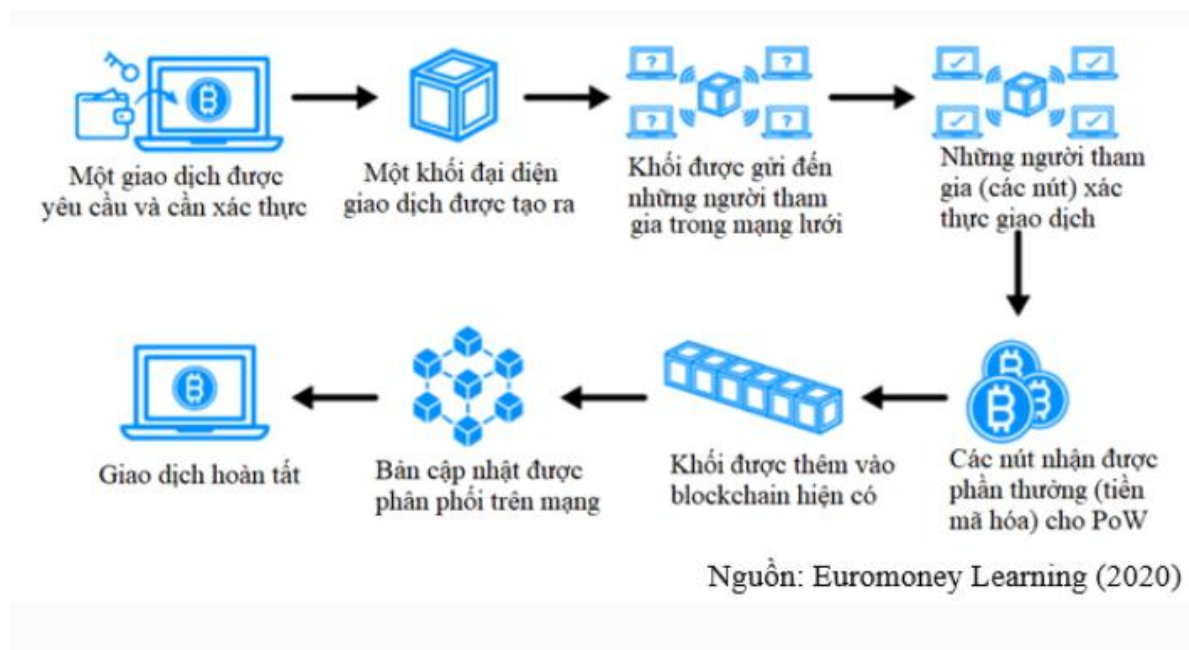 Một giao dịch được
yêu cầu và cần xác thực
Một khối đại diện
giao dịch được tạo ra
Khối được gửi đến
những người tham
gia trong mạng lưới
Những người tham
gia (các nút) xác
thực giao dịch
Giao dịch hoàn tất
Bản cập nhật được
phân phối trên mạng
Khối được thêm vào
blockchain hiện có
Các nút nhận được
phần thưởng (tiền
mã hóa) cho PoW
Nguồn: Euromoney Learning (2020)